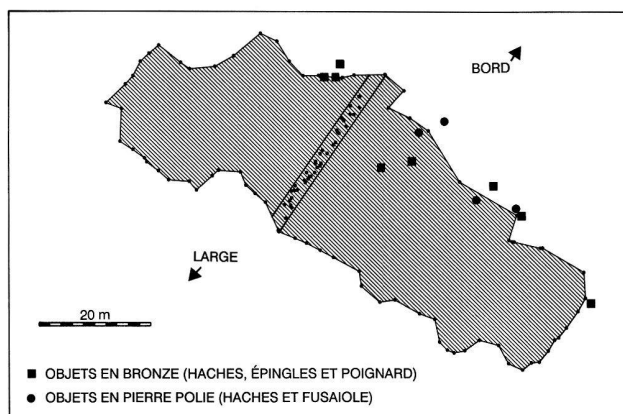 BORD
LARGE
20 m
OBJETS EN BRONZE (HACHES, ÉPINGLES ET POIGNARD)
OBJETS EN PIERRE POLIE (HACHES ET FUSAIOLE)